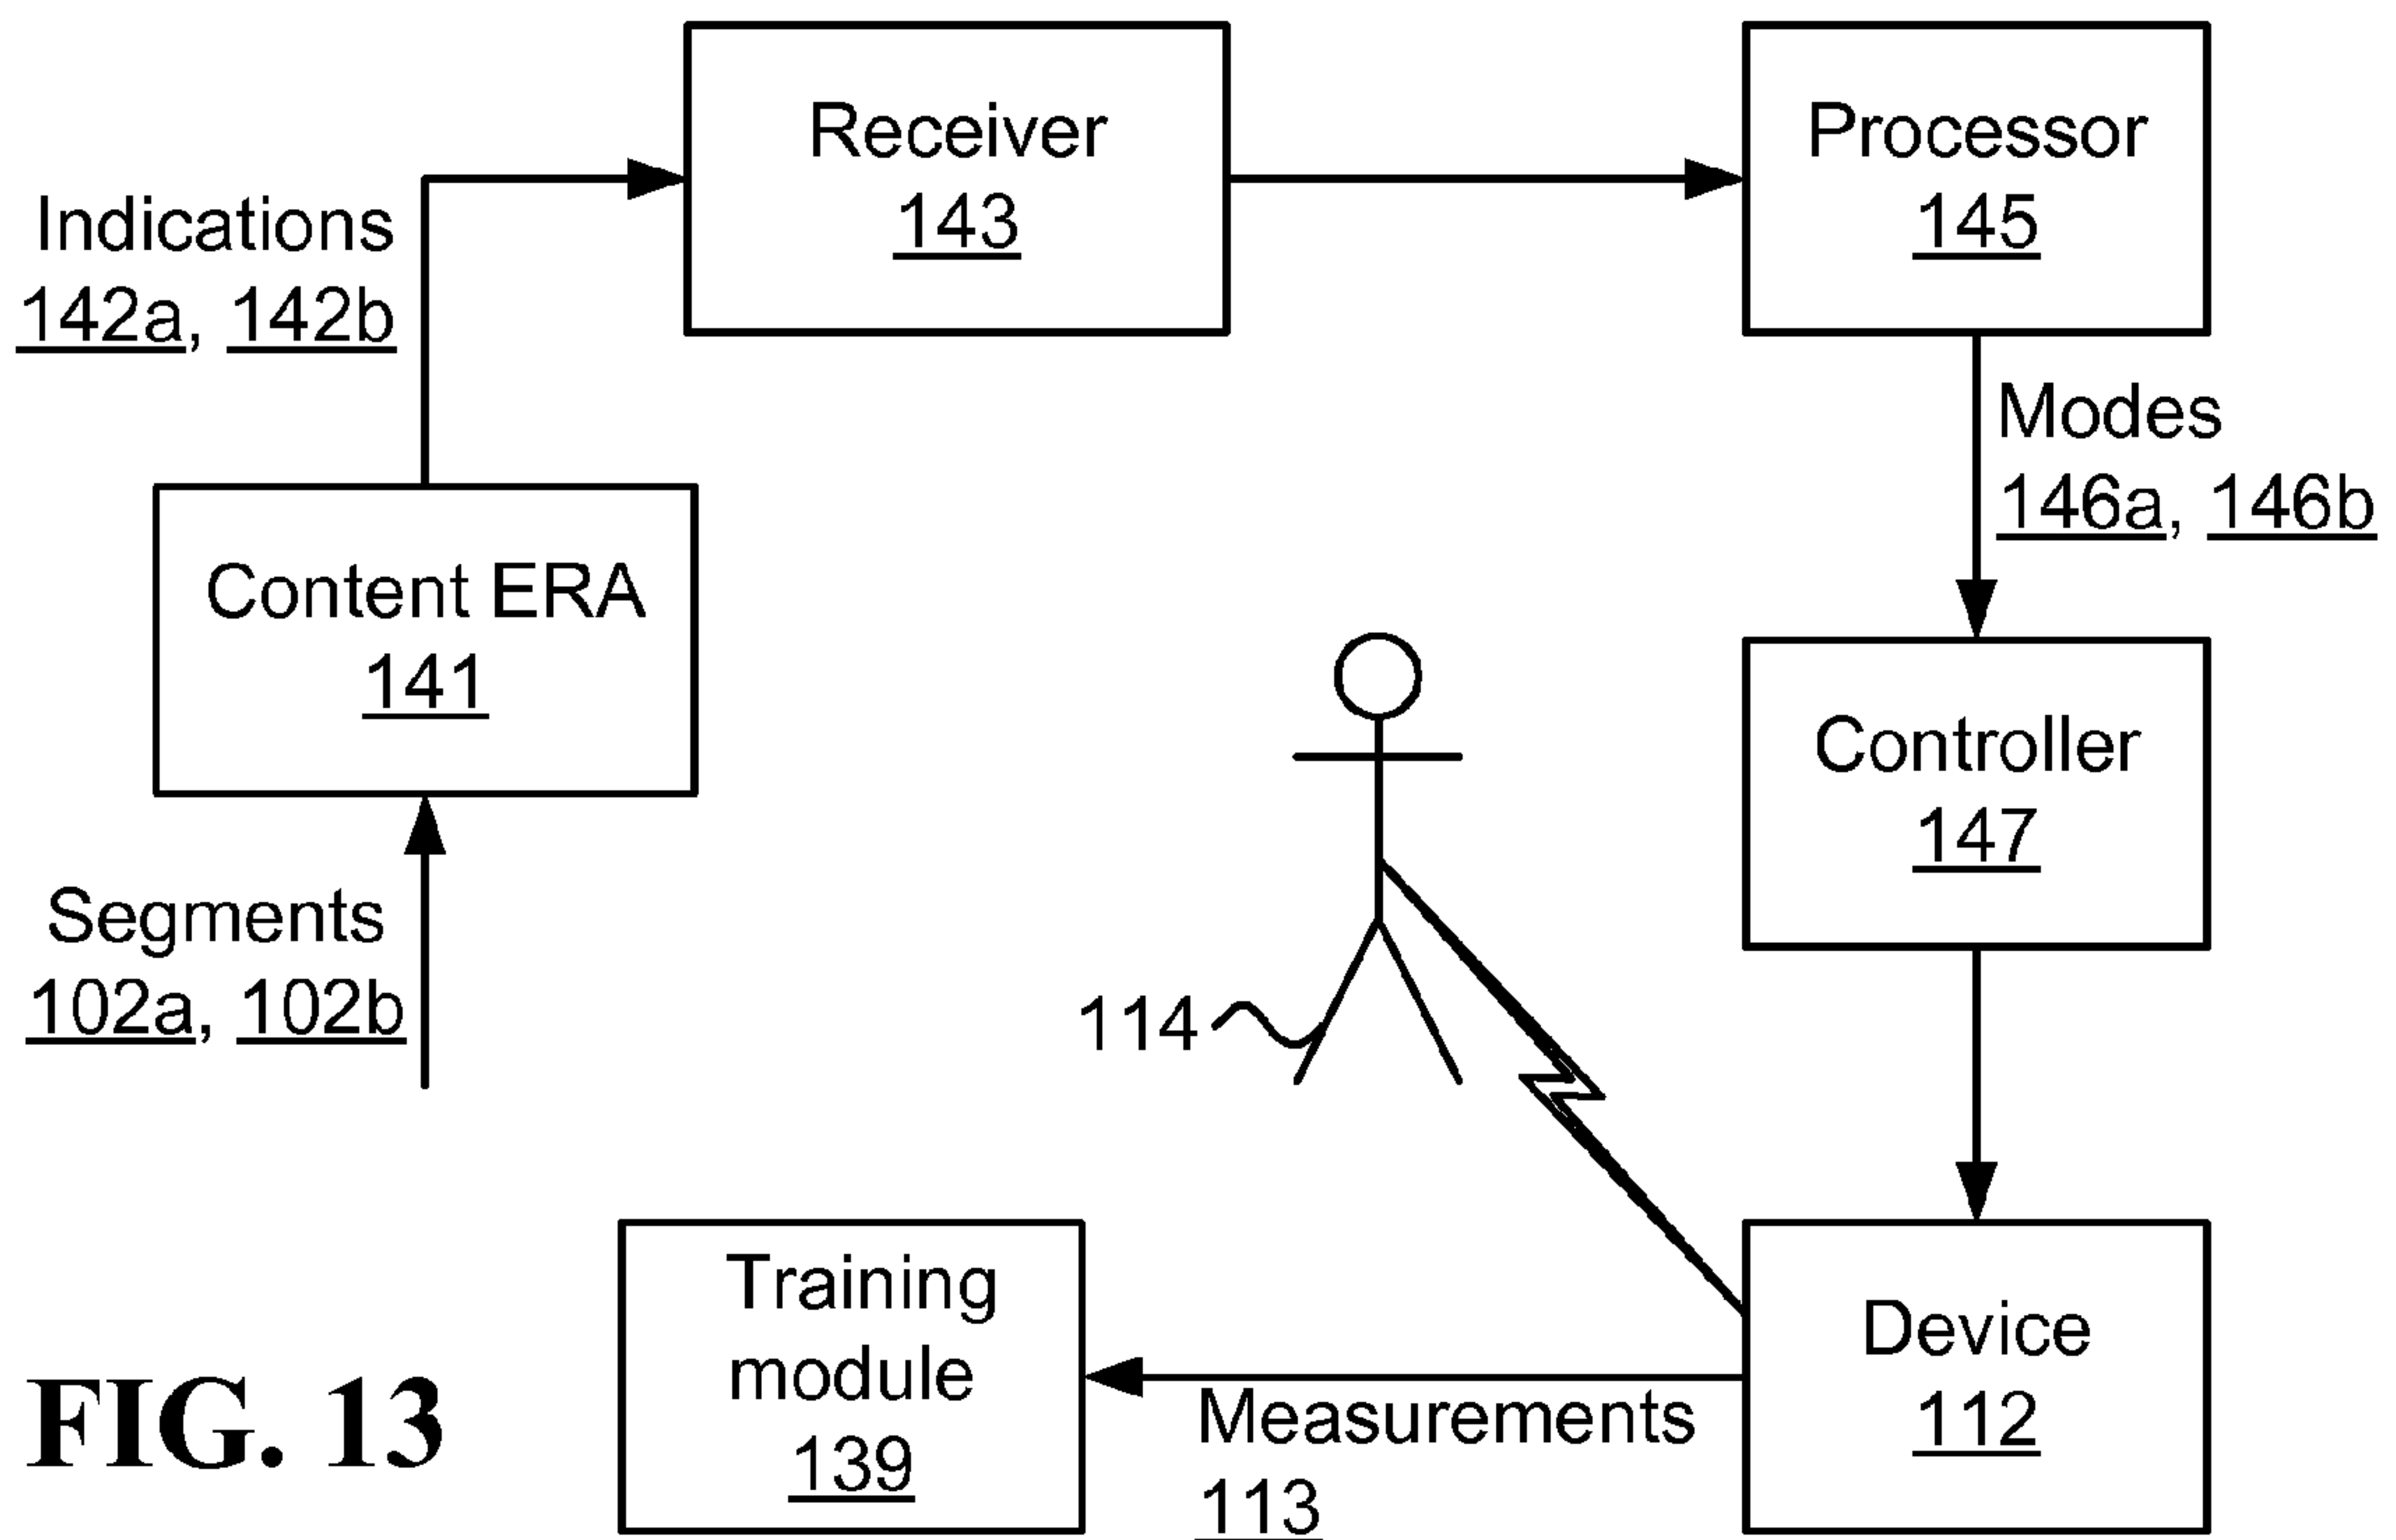 Receiver
143
Processor
145
Indications
142a, 142b
Modes
146a, 146b
Content ERA
141
Controller
147
Segments
102a, 102b
114
Training
module
139
Measurements
113
Device
112
FIG. 13